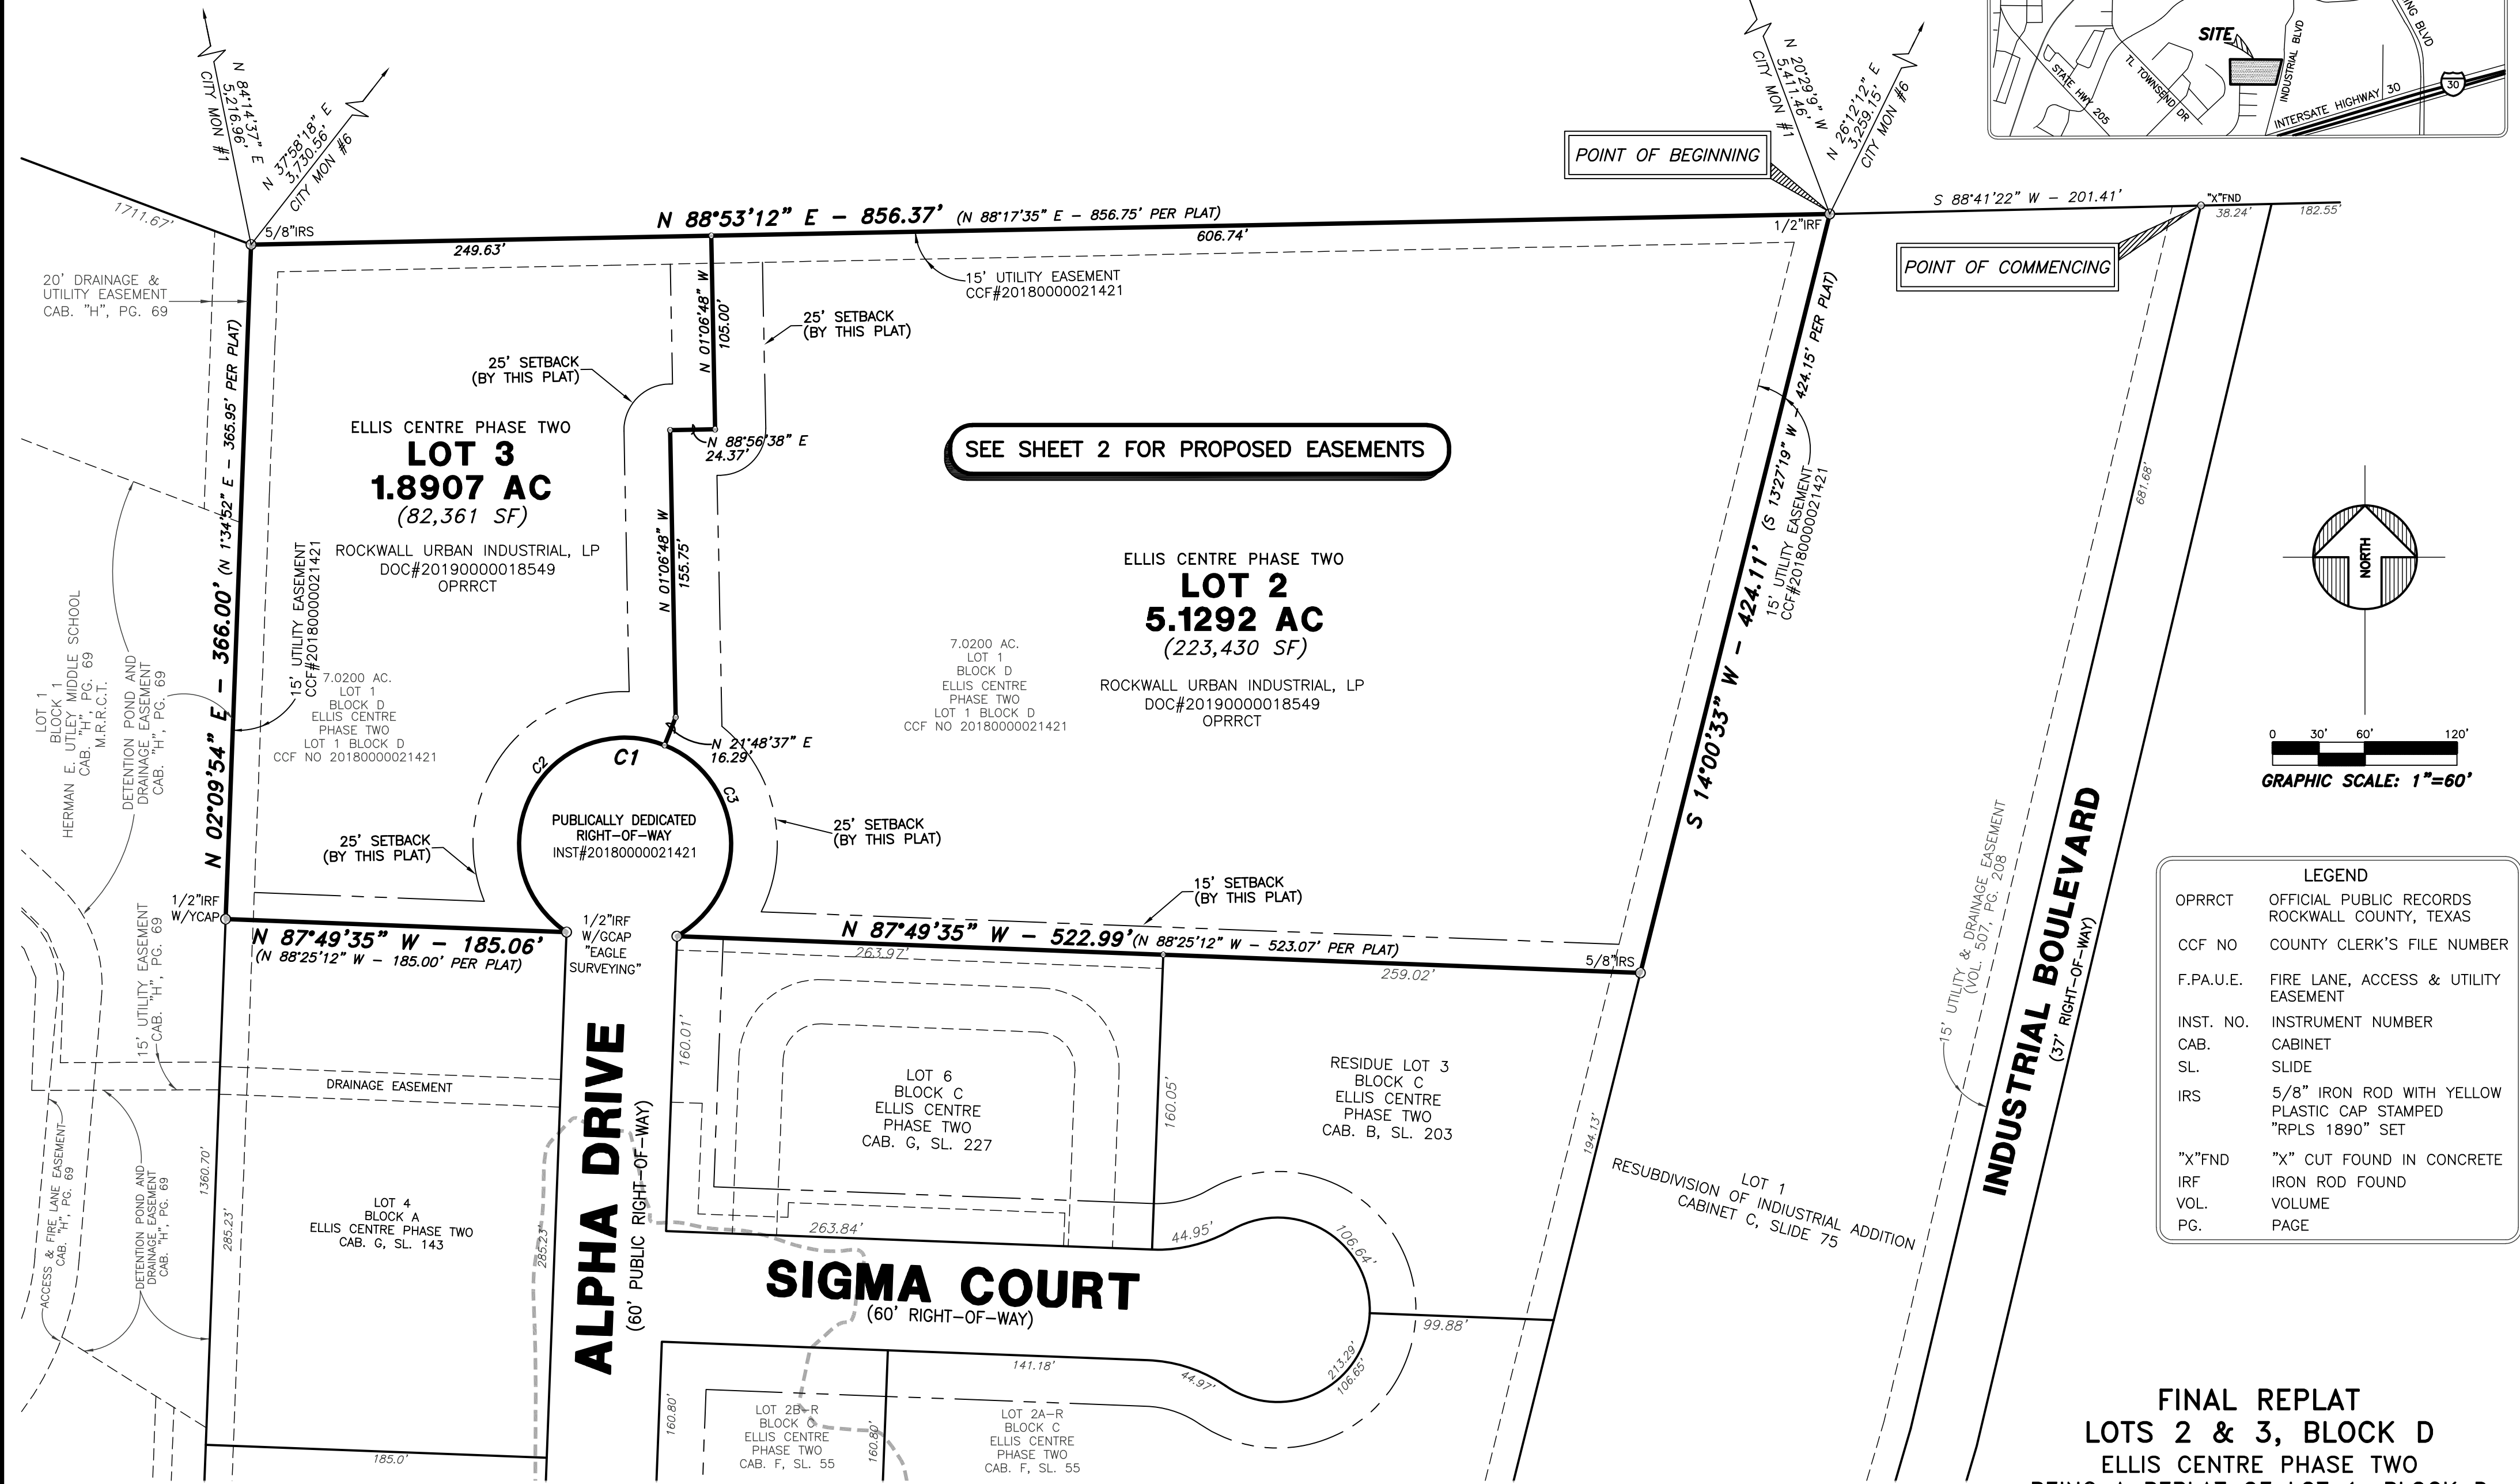 N 84°14'37" E
5,216.96'
CITY MON #1
N 37°58'18" E
3,730.56'
CITY MON #6
1711.67'
5/8"IRS
N 88°53'12" E – 856.37' (N 88°17'35" E – 856.75' PER PLAT)
249.63'
606.74'
N 20°29'9" W
5,411.46'
CITY MON #1
N 26°12'12" E
3,259.15'
CITY MON #6
POINT OF BEGINNING
1/2"IRF
S 88°41'22" W – 201.41'
"X"FND
38.24'
182.55'
POINT OF COMMENCING
SITE
STATE HWY 205
TL TOWNSEND DR
INDUSTRIAL BLVD
ING BLVD
INTERSATE HIGHWAY 30
30
20' DRAINAGE &
UTILITY EASEMENT
CAB. "H", PG. 69
15' UTILITY EASEMENT
CCF#20180000021421
N 01°06'48" W
105.00'
25' SETBACK
(BY THIS PLAT)
25' SETBACK
(BY THIS PLAT)
N 88°56'38" E
24.37'
ELLIS CENTRE PHASE TWO
LOT 3
1.8907 AC
(82,361 SF)
ROCKWALL URBAN INDUSTRIAL, LP
DOC#20190000018549
OPRRCT
SEE SHEET 2 FOR PROPOSED EASEMENTS
ELLIS CENTRE PHASE TWO
LOT 2
5.1292 AC
(223,430 SF)
ROCKWALL URBAN INDUSTRIAL, LP
DOC#20190000018549
OPRRCT
N 01°06'48" W
155.75'
N 02°09'54" E – 366.00' (N 1°34'52" E – 365.95' PER PLAT)
15' UTILITY EASEMENT
CCF#20180000021421
7.0200 AC.
LOT 1
BLOCK D
ELLIS CENTRE
PHASE TWO
LOT 1 BLOCK D
CCF NO 20180000021421
7.0200 AC.
LOT 1
BLOCK D
ELLIS CENTRE
PHASE TWO
LOT 1 BLOCK D
CCF NO 20180000021421
S 14°00'33" W – 424.11' (S 13°27'19" W – 424.15' PER PLAT)
15' UTILITY EASEMENT
CCF#20180000021421
681.68'
LOT 1
BLOCK 1
HERMAN E. UTLEY MIDDLE SCHOOL
CAB. "H", PG. 69
M.R.R.C.T.
DETENTION POND AND
DRAINAGE EASEMENT
CAB. "H", PG. 69
N 21°48'37" E
16.29'
C1
C2
C3
PUBLICALLY DEDICATED
RIGHT–OF–WAY
INST#20180000021421
25' SETBACK
(BY THIS PLAT)
25' SETBACK
(BY THIS PLAT)
15' SETBACK
(BY THIS PLAT)
1/2"IRF
W/YCAP
N 87°49'35" W – 185.06'
(N 88°25'12" W – 185.00' PER PLAT)
1/2"IRF
W/GCAP
"EAGLE
SURVEYING"
N 87°49'35" W – 522.99' (N 88°25'12" W – 523.07' PER PLAT)
263.97'
259.02'
5/8"IRS
NORTH
0 30' 60' 120'
GRAPHIC SCALE: 1"=60'
LEGEND
OPRRCT OFFICIAL PUBLIC RECORDS
ROCKWALL COUNTY, TEXAS
CCF NO COUNTY CLERK'S FILE NUMBER
F.PA.U.E. FIRE LANE, ACCESS & UTILITY
EASEMENT
INST. NO. INSTRUMENT NUMBER
CAB. CABINET
SL. SLIDE
IRS 5/8" IRON ROD WITH YELLOW
PLASTIC CAP STAMPED
"RPLS 1890" SET
"X"FND "X" CUT FOUND IN CONCRETE
IRF IRON ROD FOUND
VOL. VOLUME
PG. PAGE
15' UTILITY & DRAINAGE EASEMENT
(VOL. 507, PG. 208
INDUSTRIAL BOULEVARD
(37' RIGHT–OF–WAY)
15' UTILITY EASEMENT
CAB. "H", PG. 69
DRAINAGE EASEMENT
1360.70'
285.23'
285.23'
ACCESS & FIRE LANE EASEMENT
CAB. "H", PG. 69
DETENTION POND AND
DRAINAGE EASEMENT
CAB. "H", PG. 69
LOT 4
BLOCK A
ELLIS CENTRE PHASE TWO
CAB. G, SL. 143
185.0'
ALPHA DRIVE
(60' PUBLIC RIGHT–OF–WAY)
160.01'
LOT 6
BLOCK C
ELLIS CENTRE
PHASE TWO
CAB. G, SL. 227
160.05'
RESIDUE LOT 3
BLOCK C
ELLIS CENTRE
PHASE TWO
CAB. B, SL. 203
194.13'
LOT 1
RESUBDIVISION OF INDIUSTRIAL ADDITION
CABINET C, SLIDE 75
263.84'
44.95'
106.64'
SIGMA COURT
(60' RIGHT–OF–WAY)
99.88'
141.18'
44.97'
213.29'
106.65'
160.80'
160.80'
LOT 2B–R
BLOCK C
ELLIS CENTRE
PHASE TWO
CAB. F, SL. 55
LOT 2A–R
BLOCK C
ELLIS CENTRE
PHASE TWO
CAB. F, SL. 55
FINAL REPLAT
LOTS 2 & 3, BLOCK D
ELLIS CENTRE PHASE TWO
BEING A REPLAT OF LOT 1, BLOCK D